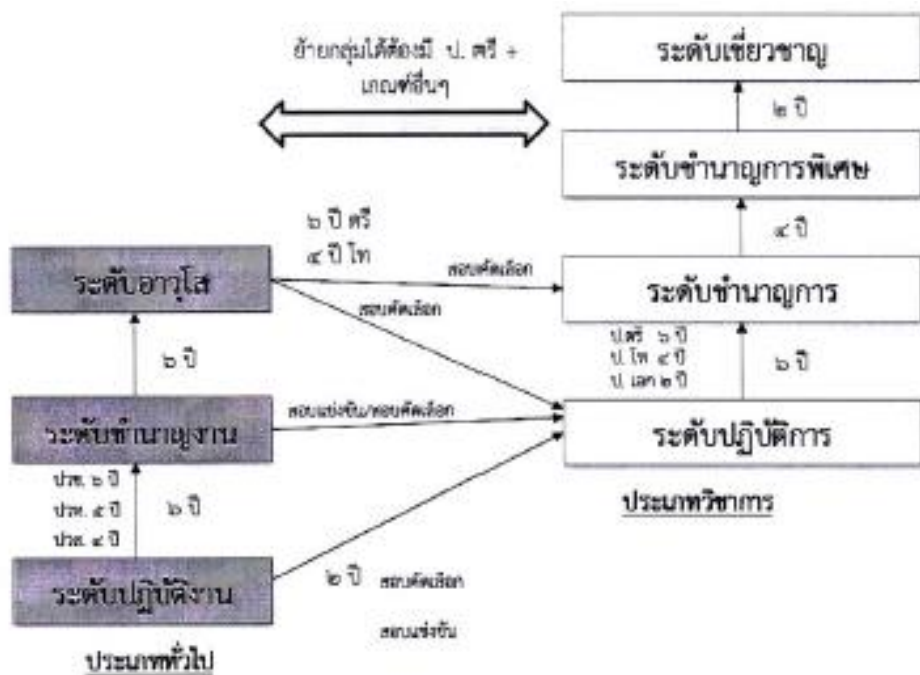 ย้ายกลุ่มได้ต้องมี ป. ตรี +
เกณฑ์อื่นๆ
ระดับเชี่ยวชาญ
๒ ปี
ระดับชำนาญการพิเศษ
๔ ปี
๖ ปี ตรี
๔ ปี โท
ระดับอาวุโส
สอบคัดเลือก
ระดับชำนาญการ
สอบคัดเลือก
ป.ตรี ๖ ปี
ป. โท ๔ ปี
ป. เอก ๒ ปี
๖ ปี
๖ ปี
ระดับชำนาญงาน
สอบแข่งขัน/สอบคัดเลือก
ระดับปฏิบัติการ
ประเภทวิชาการ
ปวช. ๖ ปี
ปวท. ๕ ปี
ปวส. ๔ ปี
๖ ปี
ระดับปฏิบัติงาน
๒ ปี
สอบคัดเลือก
สอบแข่งขัน
ประเภททั่วไป